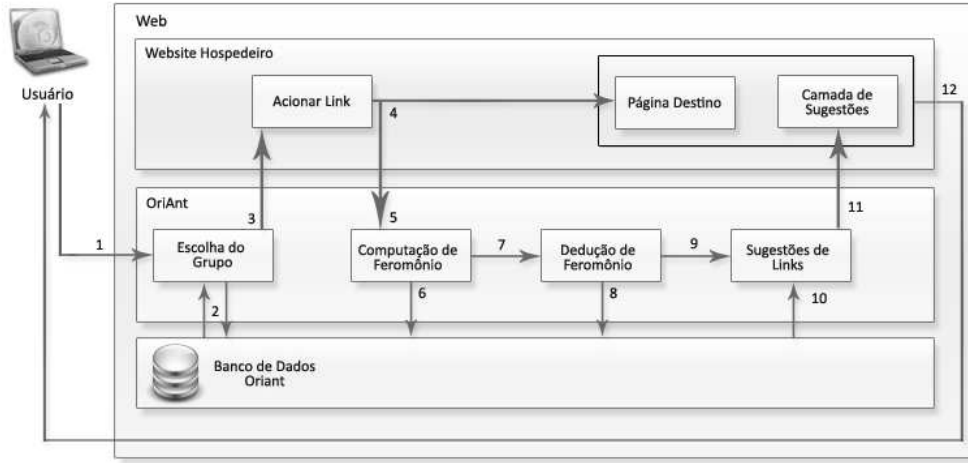 Web
Website Hospedeiro
Usuário
Acionar Link
4
Página Destino
Camada de
Sugestões
12
OriAnt
3
5
11
1
Escolha do
Grupo
Computação de
Feromônio
7
Dedução de
Feromônio
9
Sugestões de
Links
2
6
8
10
Banco de Dados
Oriant